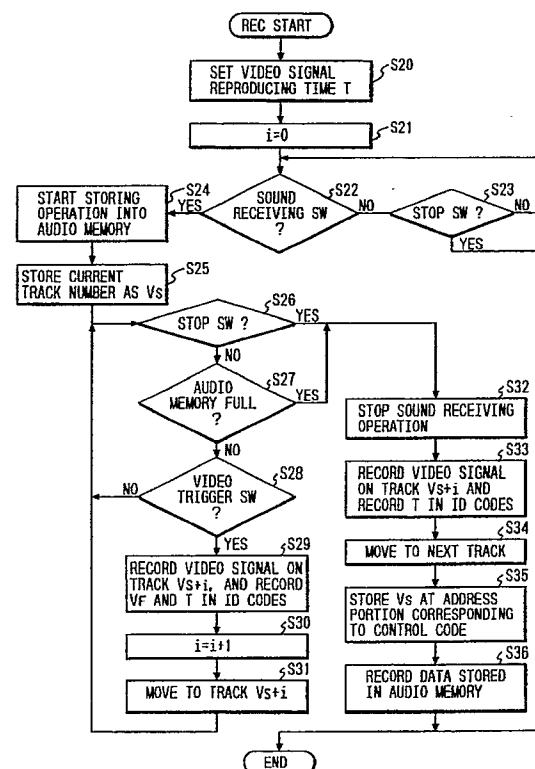 REC START
S20
SET VIDEO SIGNAL
REPRODUCING TIME T
S21
i=0
S22
SOUND
RECEIVING SW
?
YES
NO
S23
STOP SW ?
NO
YES
S24
START STORING
OPERATION INTO
AUDIO MEMORY
S25
STORE CURRENT
TRACK NUMBER AS Vs
S26
STOP SW ?
YES
NO
S27
AUDIO
MEMORY FULL
?
YES
NO
S28
VIDEO
TRIGGER SW
?
NO
YES
S29
RECORD VIDEO SIGNAL ON
TRACK Vs+i, AND RECORD
VF AND T IN ID CODES
S30
i=i+1
S31
MOVE TO TRACK Vs+i
S32
STOP SOUND RECEIVING
OPERATION
S33
RECORD VIDEO SIGNAL
ON TRACK Vs+i AND
RECORD T IN ID CODES
S34
MOVE TO NEXT TRACK
S35
STORE Vs AT ADDRESS
PORTION CORRESPONDING
TO CONTROL CODE
S36
RECORD DATA STORED
IN AUDIO MEMORY
END